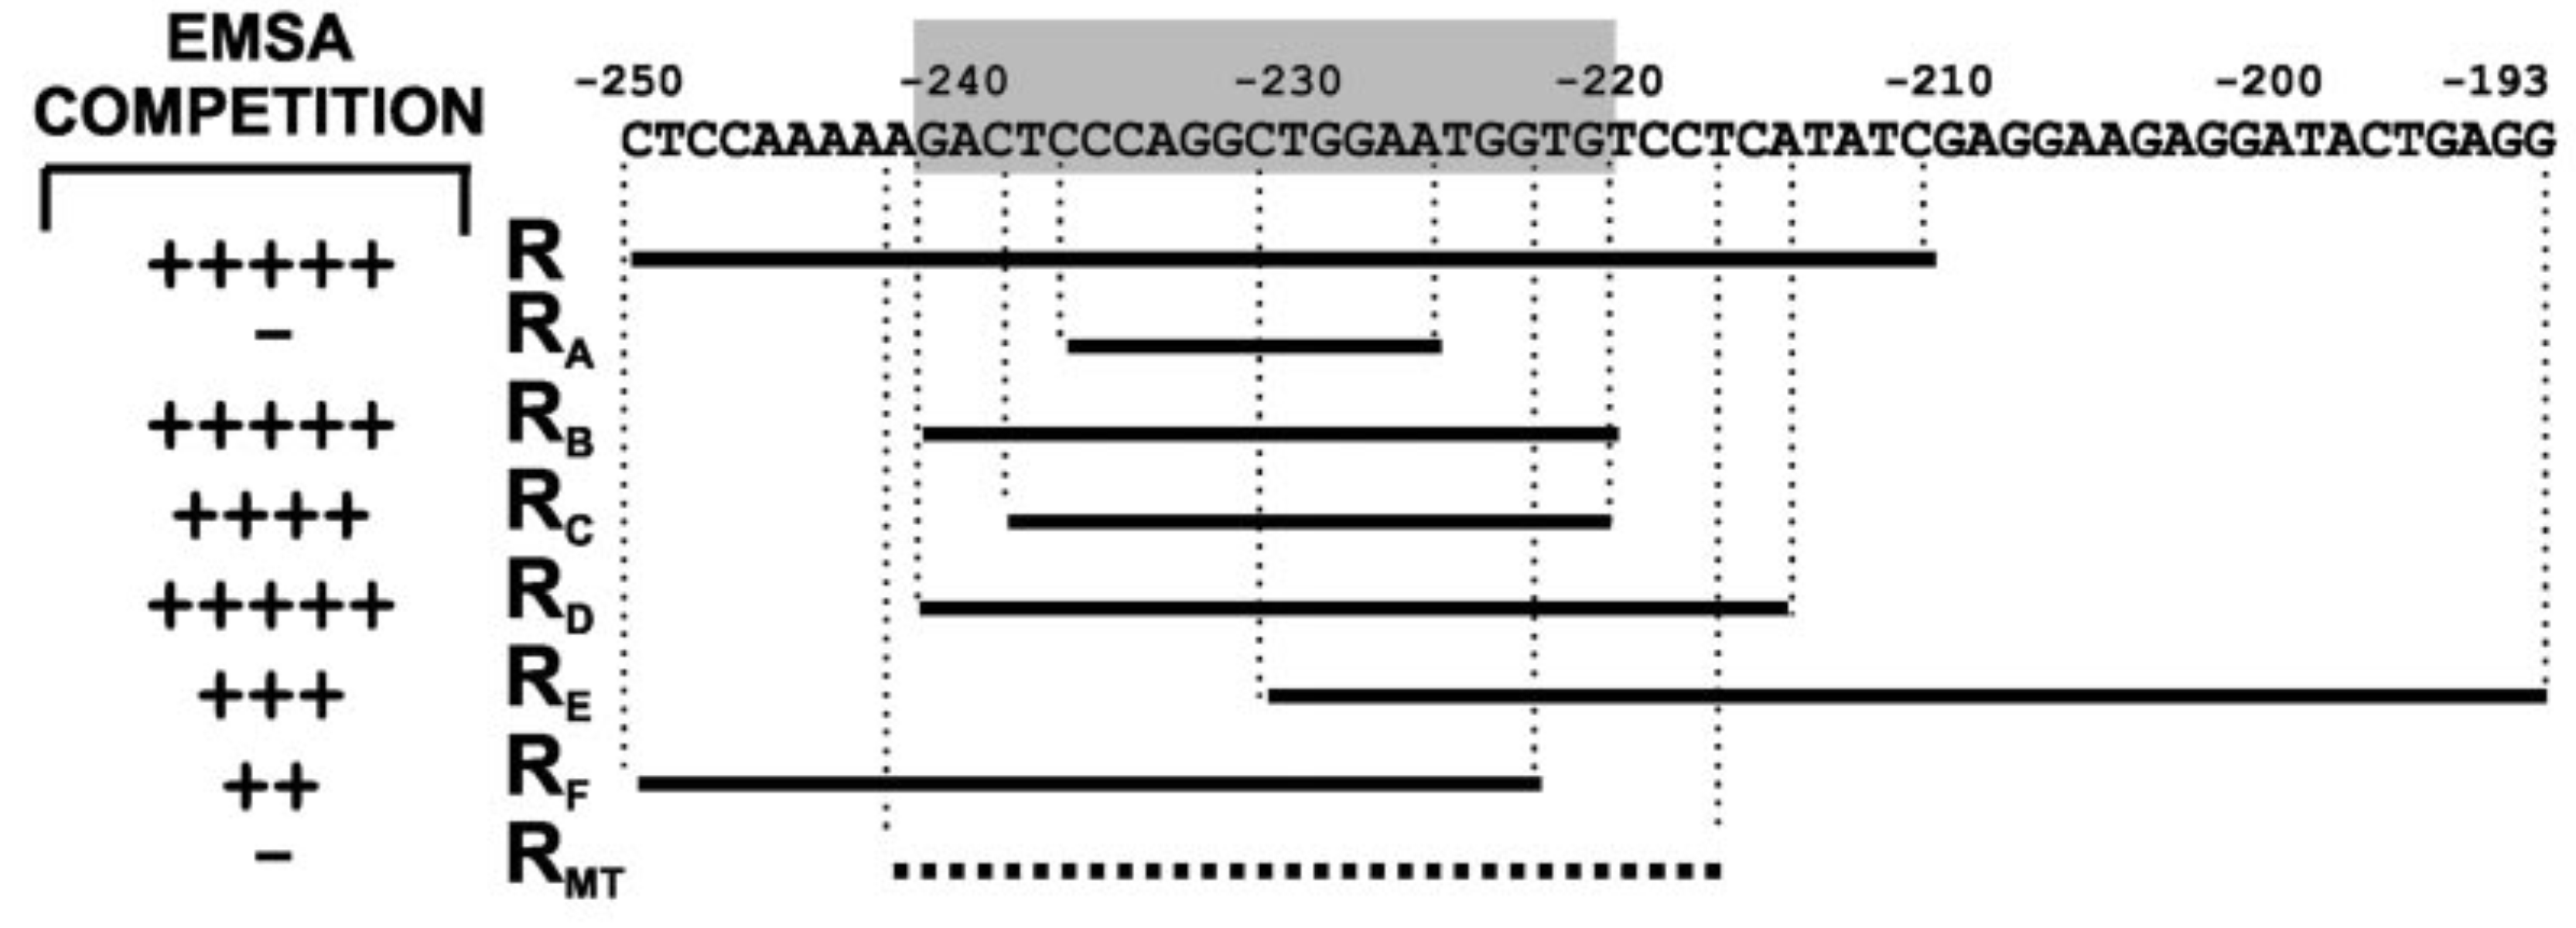 EMSA
COMPETITION
-250 -240 -230 -220 -210 -200 -193
CTCCAAAAAGACTCCCAGGCTGGAATGGTGTCCTCATATCGAGGAAGAGGATACTGAGG
+++++ R
- RA
+++++ RB
++++ RC
+++++ RD
+++ RE
++ RF
- RMT